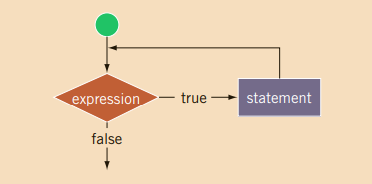 expression
true
statement
false